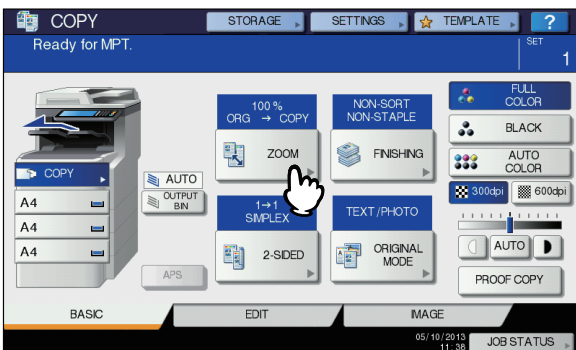 COPY
STORAGE
SETTINGS
TEMPLATE
?
Ready for MPT.
SET
1
100 %
ORG → COPY
ZOOM
NON-SORT
NON-STAPLE
FINISHING
FULL
COLOR
BLACK
AUTO
COLOR
300dpi
600dpi
COPY
A4
A4
A4
AUTO
OUTPUT
BIN
APS
1→1
SIMPLEX
2-SIDED
TEXT/PHOTO
ORIGINAL
MODE
AUTO
PROOF COPY
BASIC
EDIT
IMAGE
05/10/2013
11:38
JOB STATUS